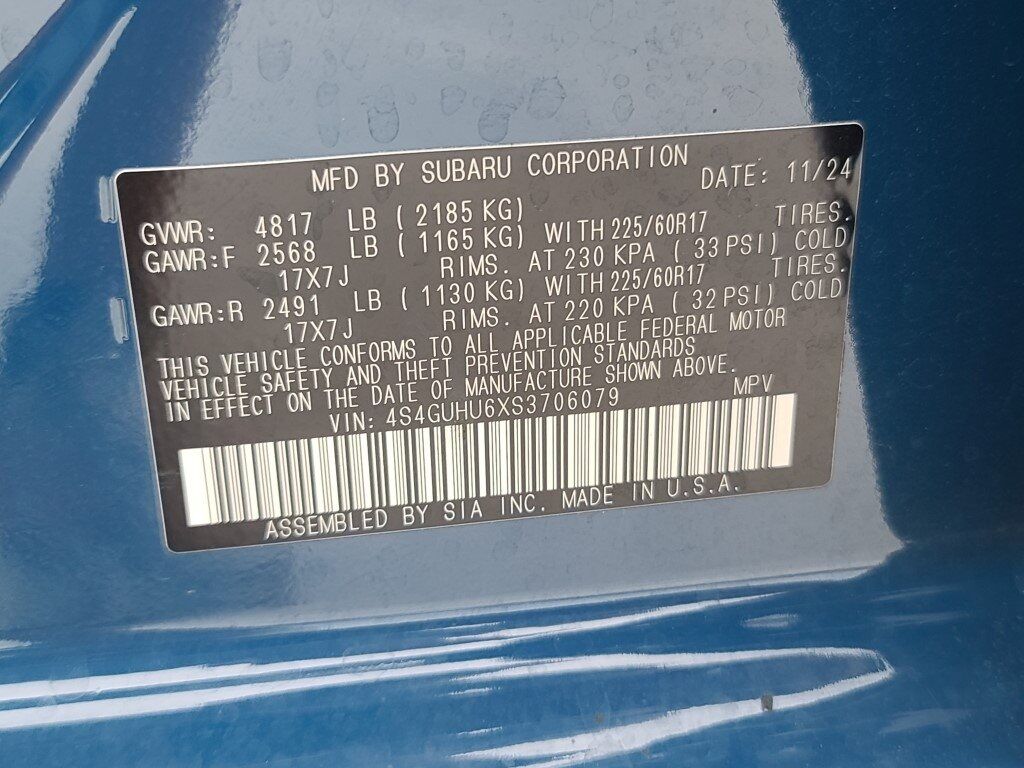 MFD BY SUBARU CORPORATION DATE: 11/24
GVWR: 4817 LB ( 2185 KG)
GAWR:F 2568 LB ( 1165 KG) WITH 225/60R17 TIRES.
17X7J RIMS. AT 230 KPA ( 33 PSI) COLD
GAWR:R 2491 LB ( 1130 KG) WITH 225/60R17 TIRES.
17X7J RIMS. AT 220 KPA ( 32 PSI) COLD
THIS VEHICLE CONFORMS TO ALL APPLICABLE FEDERAL MOTOR
VEHICLE SAFETY AND THEFT PREVENTION STANDARDS
IN EFFECT ON THE DATE OF MANUFACTURE SHOWN ABOVE.
VIN: 4S4GUHU6XS3706079 MPV
ASSEMBLED BY SIA INC. MADE IN U.S.A.